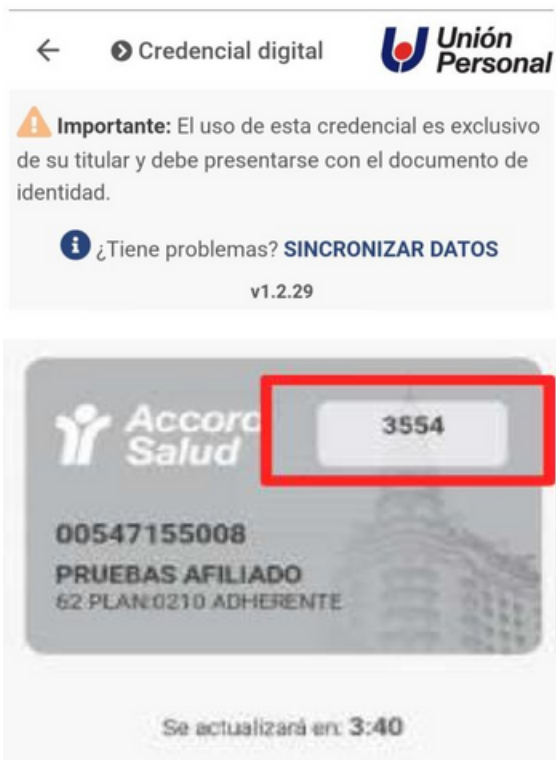 Credencial digital
Unión
Personal
Importante: El uso de esta credencial es exclusivo
de su titular y debe presentarse con el documento de
identidad.
¿Tiene problemas? SINCRONIZAR DATOS
v1.2.29
Accord
Salud
3554
00547155008
PRUEBAS AFILIADO
62 PLAN:0210 ADHERENTE
Se actualizará en: 3:40